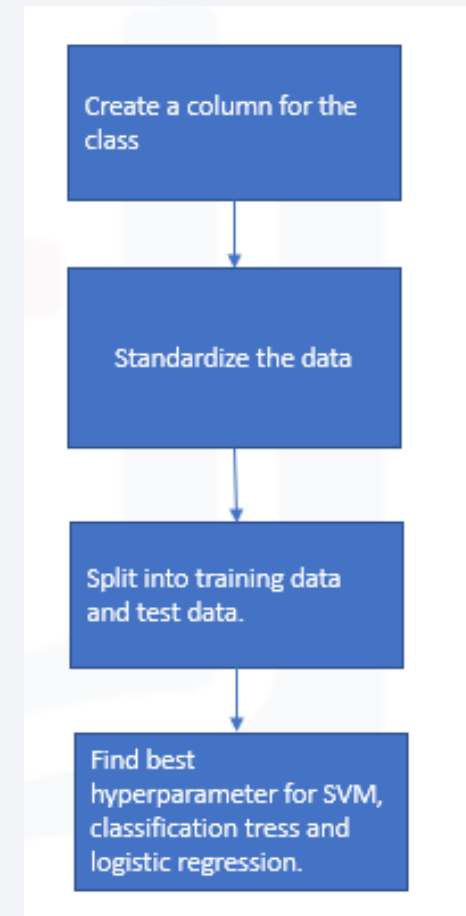 Create a column for the
class
Standardize the data
Split into training data
and test data.
Find best
hyperparameter for SVM,
classification tress and
logistic regression.